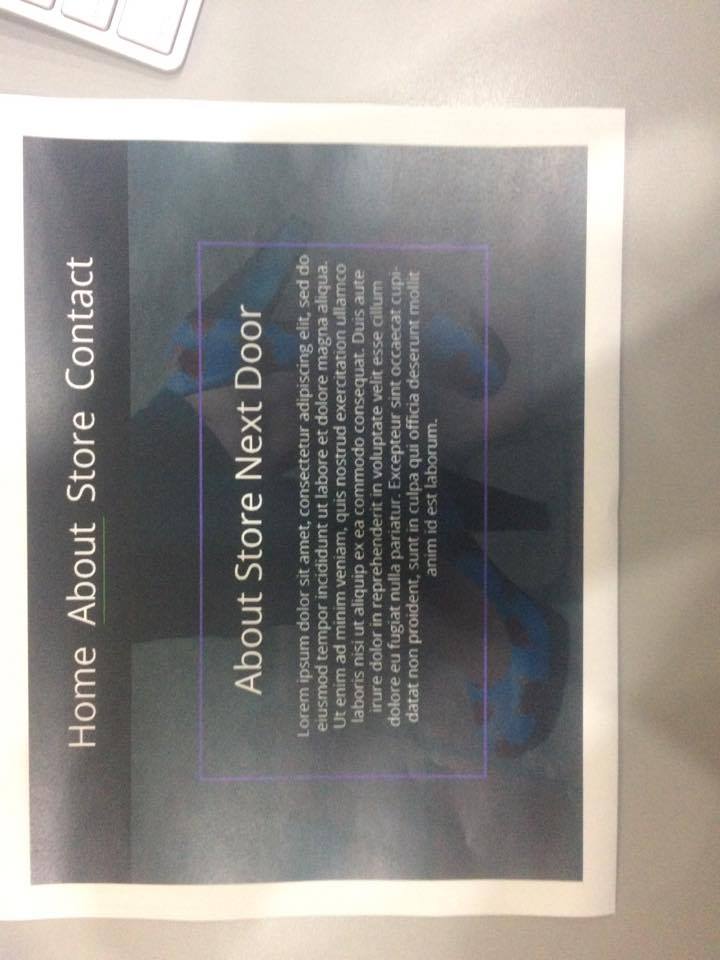 Home About Store Contact
About Store Next Door
Lorem ipsum dolor sit amet, consectetur adipiscing elit, sed do
eiusmod tempor incididunt ut labore et dolore magna aliqua.
Ut enim ad minim veniam, quis nostrud exercitation ullamco
laboris nisi ut aliquip ex ea commodo consequat. Duis aute
irure dolor in reprehenderit in voluptate velit esse cillum
dolore eu fugiat nulla pariatur. Excepteur sint occaecat cupi-
datat non proident, sunt in culpa qui officia deserunt mollit
anim id est laborum.